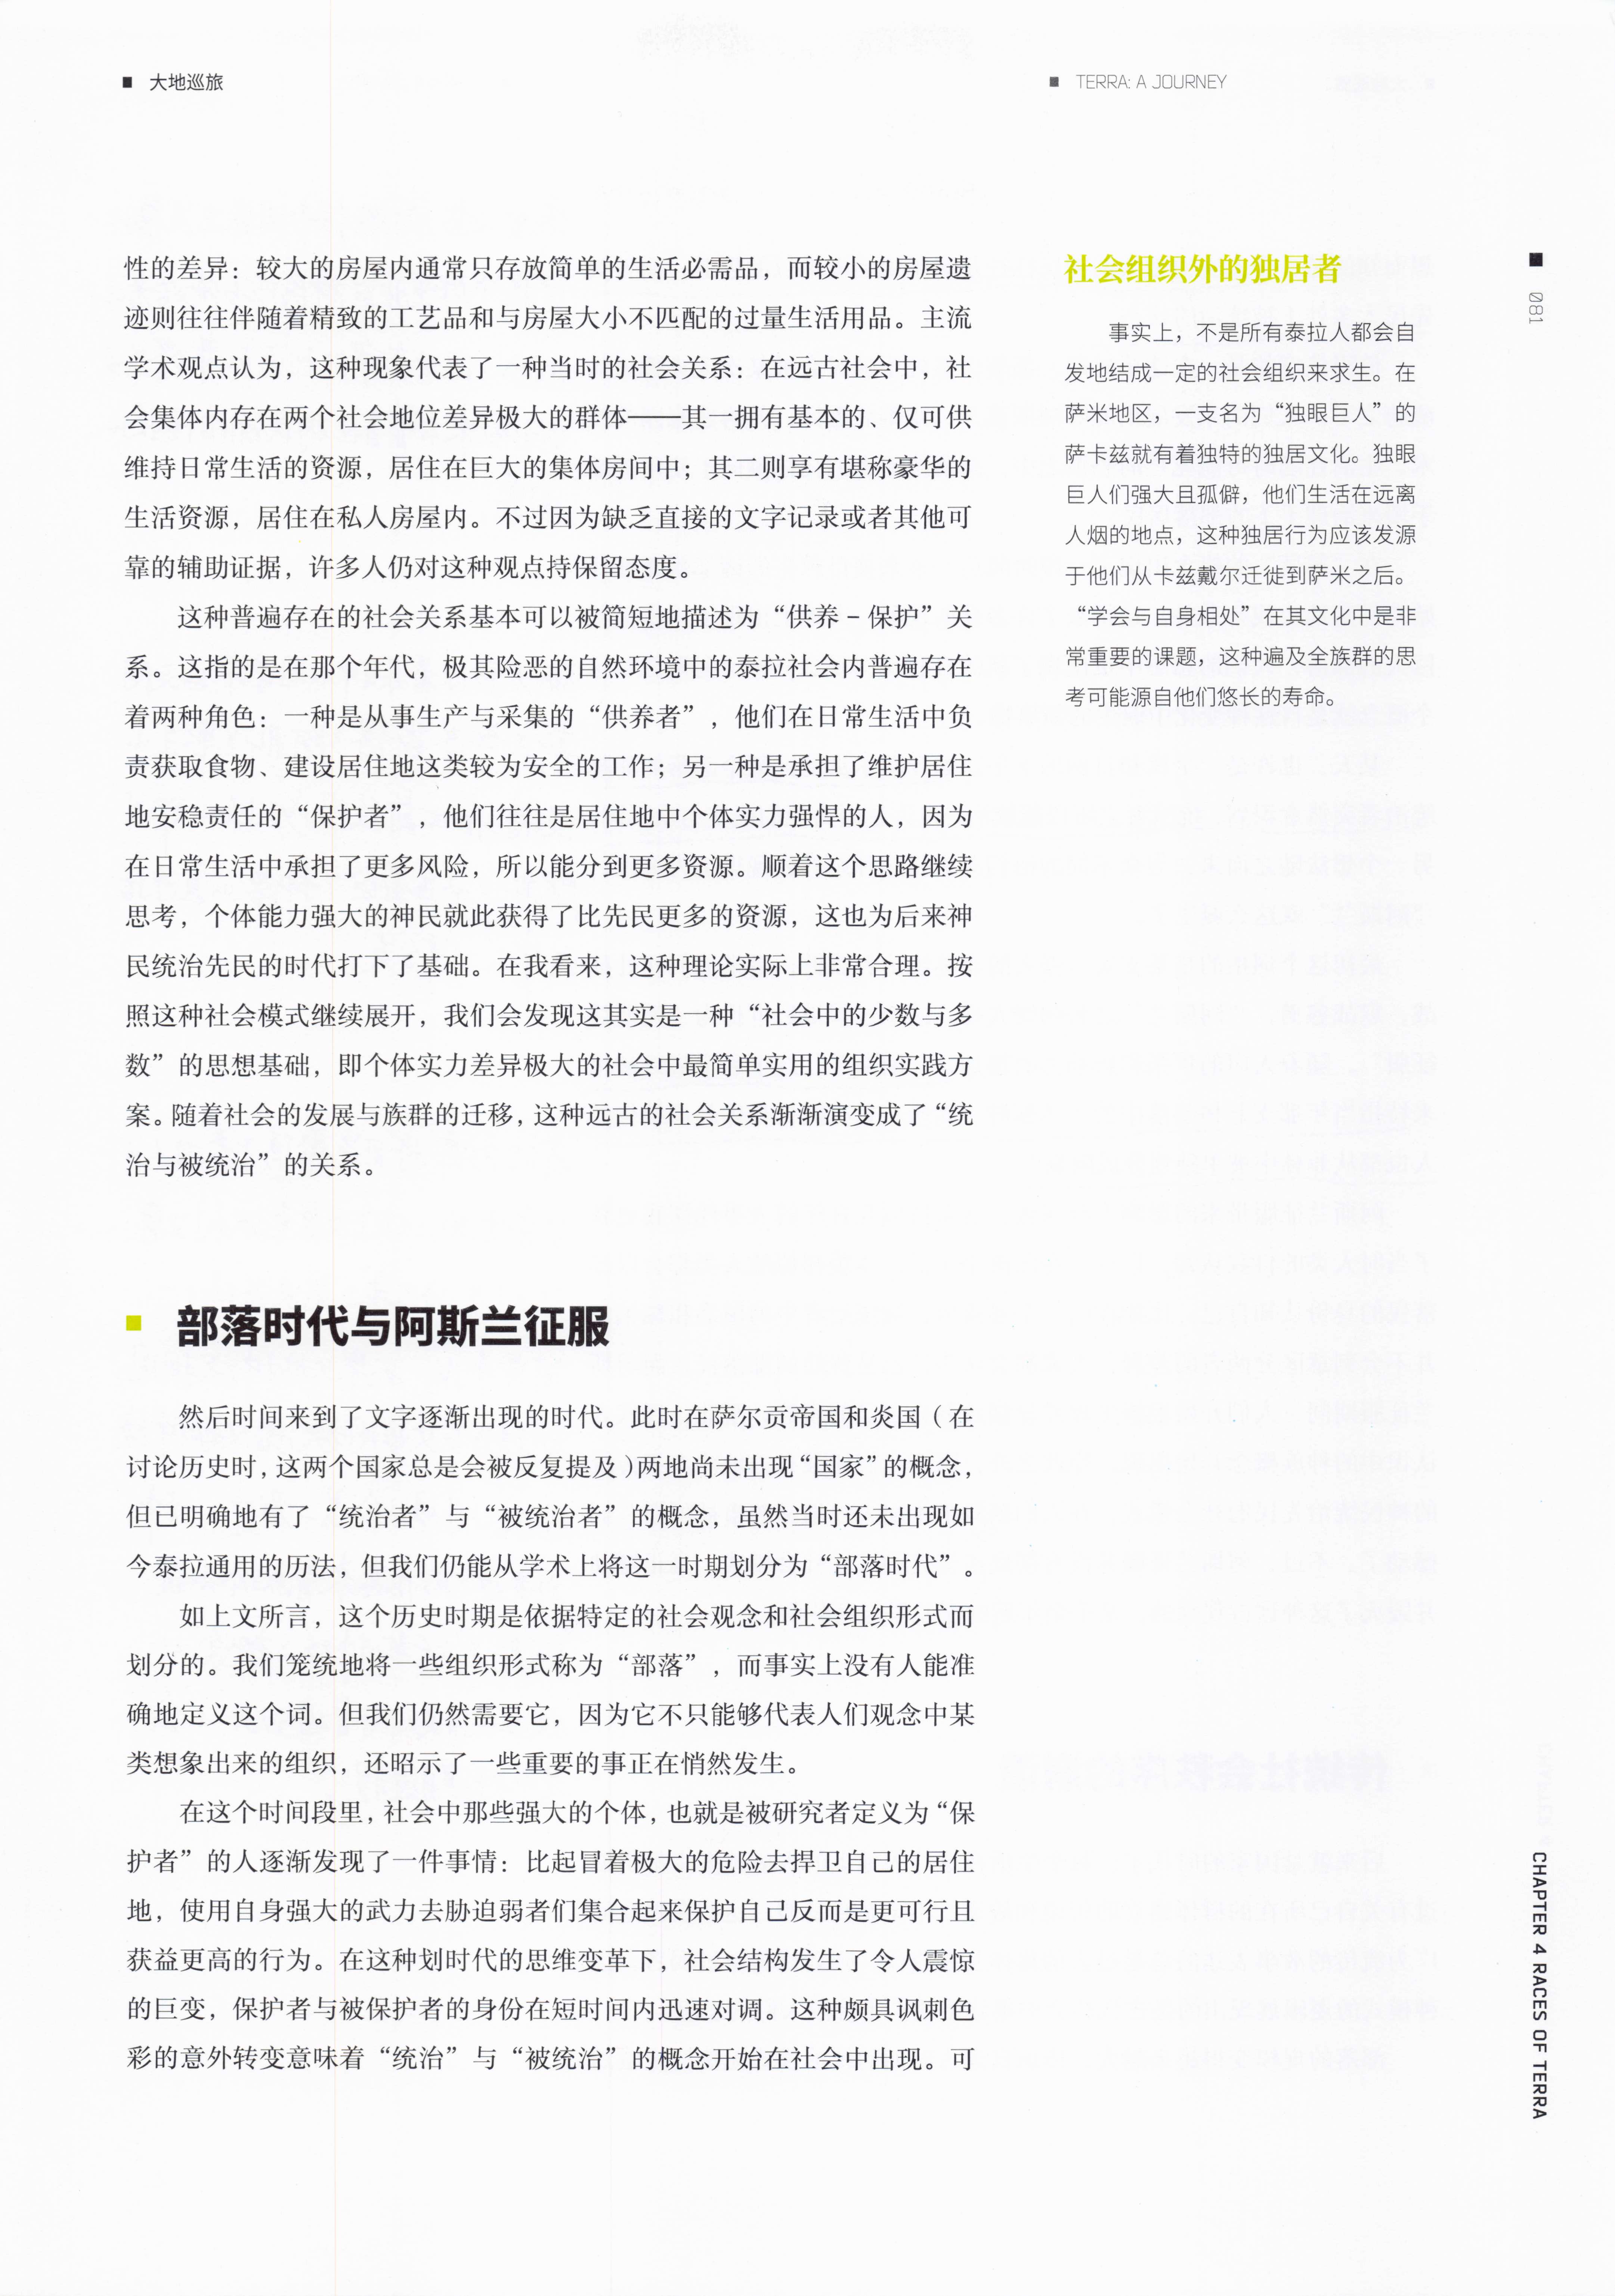 大地巡旅
TERRA: A JOURNEY
性的差异：较大的房屋内通常只存放简单的生活必需品，而较小的房屋遗
迹则往往伴随着精致的工艺品和与房屋大小不匹配的过量生活用品。主流
学术观点认为，这种现象代表了一种当时的社会关系：在远古社会中，社
会集体内存在两个社会地位差异极大的群体——其一拥有基本的、仅可供
维持日常生活的资源，居住在巨大的集体房间中；其二则享有堪称豪华的
生活资源，居住在私人房屋内。不过因为缺乏直接的文字记录或者其他可
靠的辅助证据，许多人仍对这种观点持保留态度。
这种普遍存在的社会关系基本可以被简短地描述为“供养－保护”关
系。这指的是在那个年代，极其险恶的自然环境中的泰拉社会内普遍存在
着两种角色：一种是从事生产与采集的“供养者”，他们在日常生活中负
责获取食物、建设居住地这类较为安全的工作；另一种是承担了维护居住
地安稳责任的“保护者”，他们往往是居住地中个体实力强悍的人，因为
在日常生活中承担了更多风险，所以能分到更多资源。顺着这个思路继续
思考，个体能力强大的神民就此获得了比先民更多的资源，这也为后来神
民统治先民的时代打下了基础。在我看来，这种理论实际上非常合理。按
照这种社会模式继续展开，我们会发现这其实是一种“社会中的少数与多
数”的思想基础，即个体实力差异极大的社会中最简单实用的组织实践方
案。随着社会的发展与族群的迁移，这种远古的社会关系渐渐演变成了“统
治与被统治”的关系。
部落时代与阿斯兰征服
然后时间来到了文字逐渐出现的时代。此时在萨尔贡帝国和炎国（在
讨论历史时，这两个国家总是会被反复提及）两地尚未出现“国家”的概念，
但已明确地有了“统治者”与“被统治者”的概念，虽然当时还未出现如
今泰拉通用的历法，但我们仍能从学术上将这一时期划分为“部落时代”。
如上文所言，这个历史时期是依据特定的社会观念和社会组织形式而
划分的。我们笼统地将一些组织形式称为“部落”，而事实上没有人能准
确地定义这个词。但我们仍然需要它，因为它不只能够代表人们观念中某
类想象出来的组织，还昭示了一些重要的事正在悄然发生。
在这个时间段里，社会中那些强大的个体，也就是被研究者定义为“保
护者”的人逐渐发现了一件事情：比起冒着极大的危险去捍卫自己的居住
地，使用自身强大的武力去胁迫弱者们集合起来保护自己反而是更可行且
获益更高的行为。在这种划时代的思维变革下，社会结构发生了令人震惊
的巨变，保护者与被保护者的身份在短时间内迅速对调。这种颇具讽刺色
彩的意外转变意味着“统治”与“被统治”的概念开始在社会中出现。可
社会组织外的独居者
事实上，不是所有泰拉人都会自
发地结成一定的社会组织来求生。在
萨米地区，一支名为“独眼巨人”的
萨卡兹就有着独特的独居文化。独眼
巨人们强大且孤僻，他们生活在远离
人烟的地点，这种独居行为应该发源
于他们从卡兹戴尔迁徙到萨米之后。
“学会与自身相处”在其文化中是非
常重要的课题，这种遍及全族群的思
考可能源自他们悠长的寿命。
081
CHAPTER 4 RACES OF TERRA